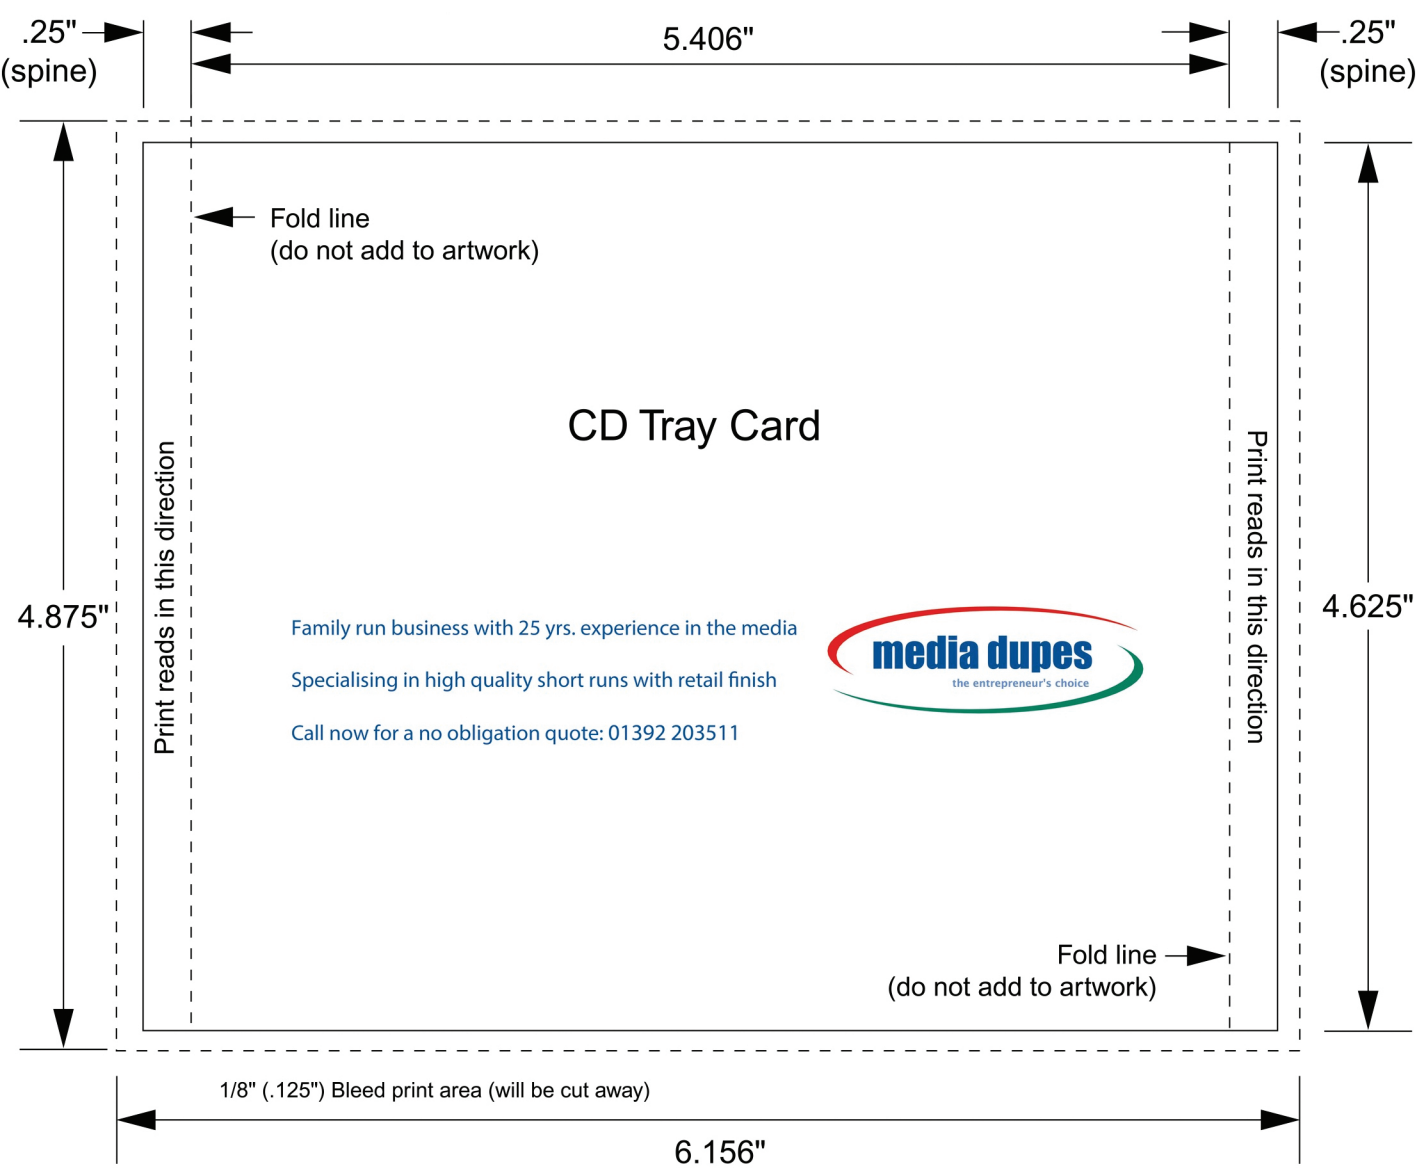 .25"
(spine)
5.406"
.25"
(spine)
Fold line
(do not add to artwork)
CD Tray Card
Print reads in this direction
Print reads in this direction
4.875"
4.625"
Family run business with 25 yrs. experience in the media
Specialising in high quality short runs with retail finish
Call now for a no obligation quote: 01392 203511
media dupes
the entrepreneur's choice
Fold line
(do not add to artwork)
1/8" (.125") Bleed print area (will be cut away)
6.156"